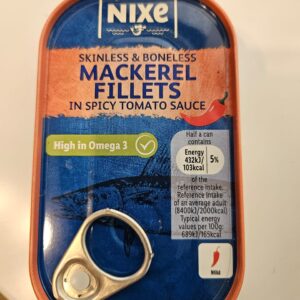 NIXE
SKINLESS & BONELESS
MACKEREL
FILLETS
IN SPICY TOMATO SAUCE
High in Omega 3
Half a can
contains
Energy
432kJ/
103kcal
5%
of the
reference intake.
Reference intake
of an average adult
(8400kJ/2000kcal)
Typical energy
values per 100g:
689kJ/165kcal
Mild